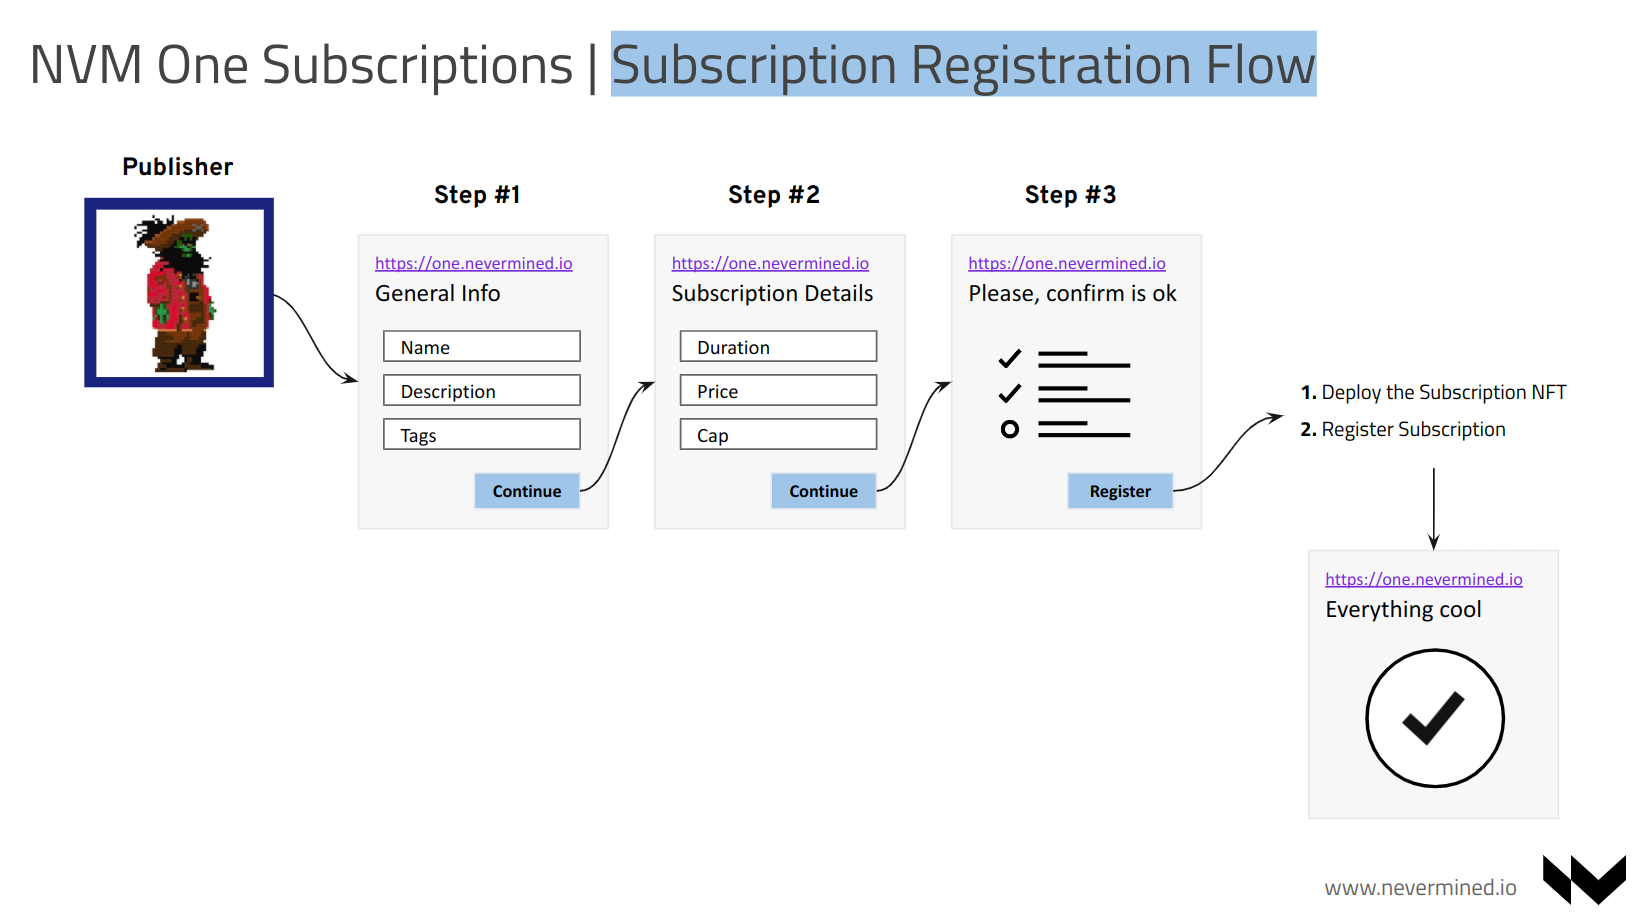 NVM One Subscriptions | Subscription Registration Flow
Publisher
Step #1
https://one.nevermined.io
General Info
Name
Description
Tags
Continue
Step #2
https://one.nevermined.io
Subscription Details
Duration
Price
Cap
Continue
Step #3
https://one.nevermined.io
Please, confirm is ok
Register
1. Deploy the Subscription NFT
2. Register Subscription
https://one.nevermined.io
Everything cool
www.nevermined.io